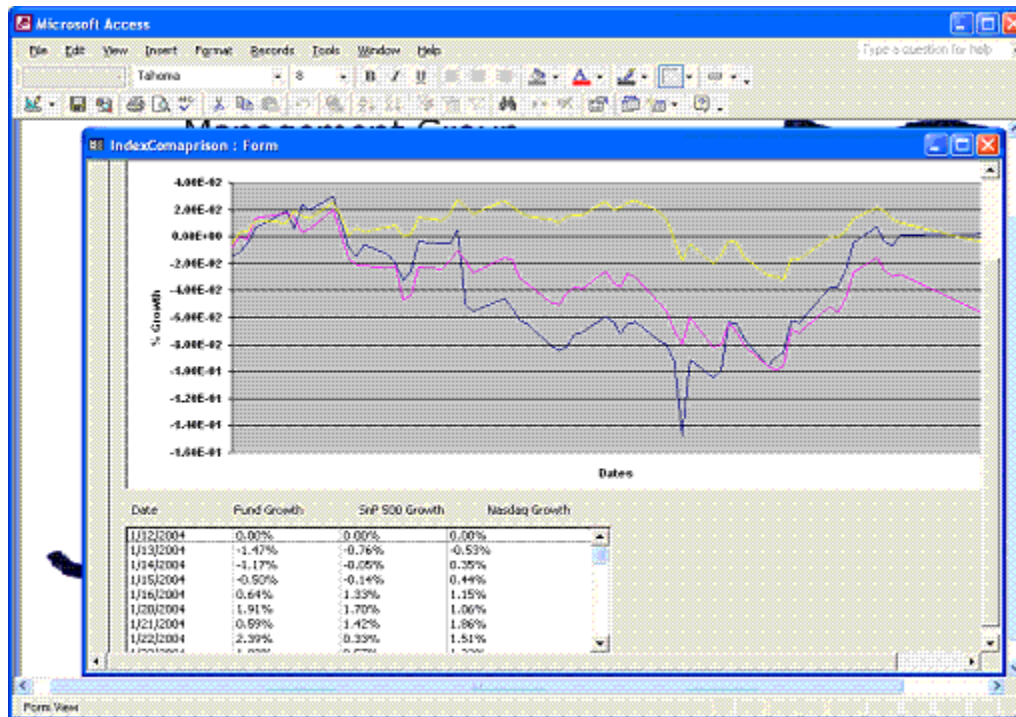 Microsoft Access
File Edit View Insert Format Records Tools Window Help Type a question for help
Tahoma 8 B I U
Management Group
IndexComaprison : Form
4.00E-02
2.00E-02
0.00E+00
-2.00E-02
-4.00E-02
-6.00E-02
-8.00E-02
-1.00E-01
-1.20E-01
-1.40E-01
-1.60E-01
% Growth
Dates
Date Fund Growth SnP 500 Growth Nasdaq Growth
1/12/2004 0.00% 0.00% 0.00%
1/13/2004 -1.47% -0.76% -0.53%
1/14/2004 -1.17% -0.05% 0.35%
1/15/2004 -0.50% -0.14% 0.44%
1/16/2004 0.64% 1.33% 1.15%
1/20/2004 1.91% 1.70% 1.06%
1/21/2004 0.59% 1.42% 1.86%
1/22/2004 2.39% 0.33% 1.51%
Form View